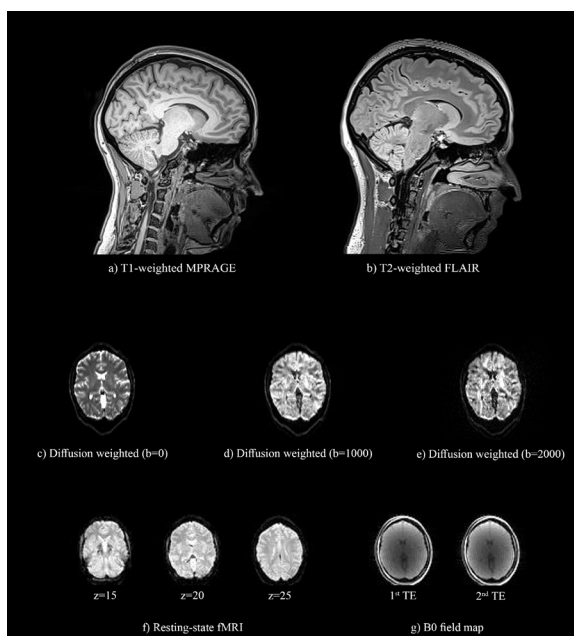 a) T1-weighted MPRAGE
b) T2-weighted FLAIR
c) Diffusion weighted (b=0)
d) Diffusion weighted (b=1000)
e) Diffusion weighted (b=2000)
z=15
z=20
z=25
1st TE
2nd TE
f) Resting-state fMRI
g) B0 field map